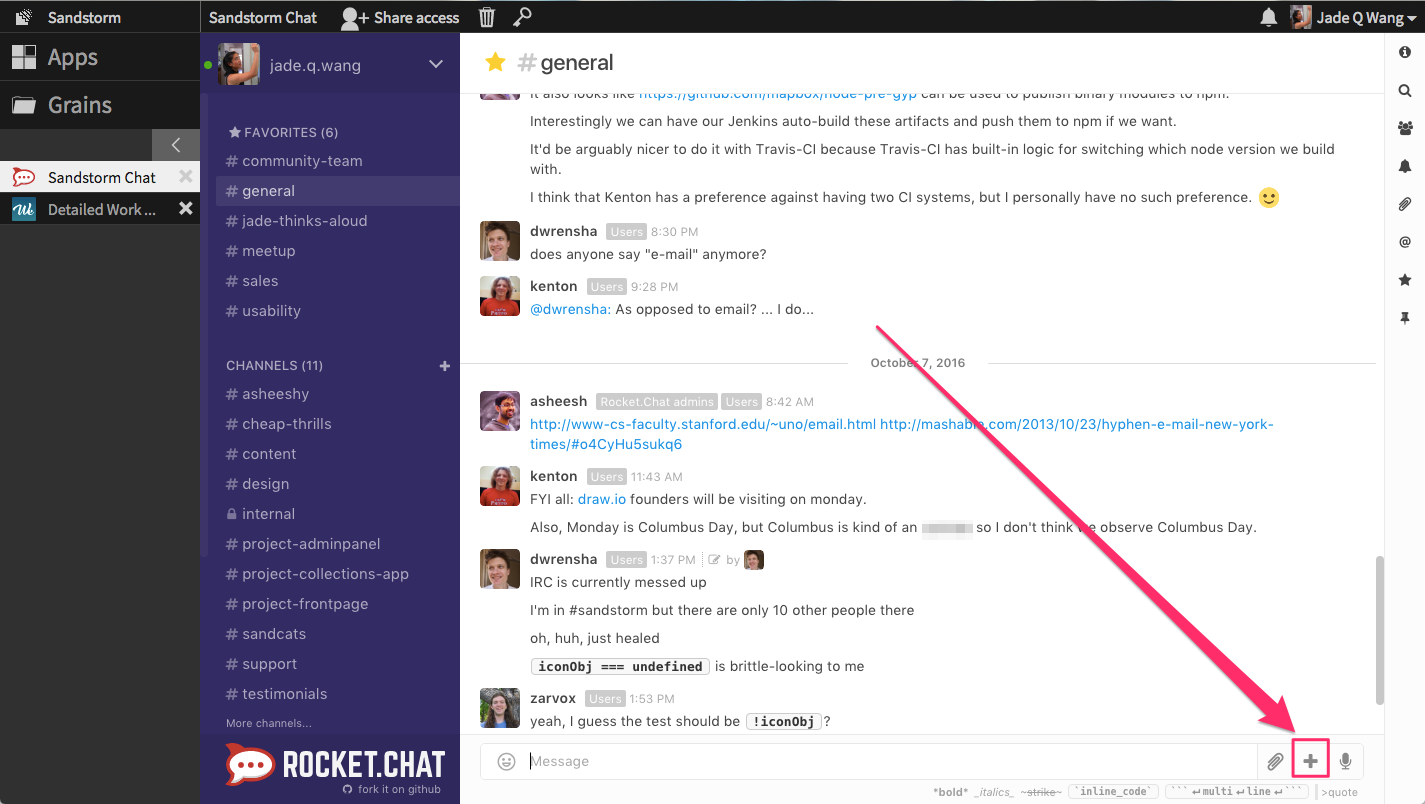 Sandstorm
Sandstorm Chat
Share access
Jade Q Wang
Apps
Grains
Sandstorm Chat
Detailed Work ...
jade.q.wang
FAVORITES (6)
# community-team
# general
# jade-thinks-aloud
# meetup
# sales
# usability
CHANNELS (11)
# asheeshy
# cheap-thrills
# content
# design
internal
# project-adminpanel
# project-collections-app
# project-frontpage
# sandcats
# support
# testimonials
More channels...
ROCKET.CHAT
fork it on github
#general
It also looks like https://github.com/mapbox/node-pre-gyp can be used to publish binary modules to npm.
Interestingly we can have our Jenkins auto-build these artifacts and push them to npm if we want.
It'd be arguably nicer to do it with Travis-CI because Travis-CI has built-in logic for switching which node version we build
with.
I think that Kenton has a preference against having two CI systems, but I personally have no such preference.
dwrensha Users 8:30 PM
does anyone say "e-mail" anymore?
kenton Users 9:28 PM
@dwrensha: As opposed to email? ... I do...
October 7, 2016
asheesh Rocket.Chat admins Users 8:42 AM
http://www-cs-faculty.stanford.edu/~uno/email.html http://mashable.com/2013/10/23/hyphen-e-mail-new-york-
times/#o4CyHu5sukq6
kenton Users 11:43 AM
FYI all: draw.io founders will be visiting on monday.
Also, Monday is Columbus Day, but Columbus is kind of an so I don't think we observe Columbus Day.
dwrensha Users 1:37 PM by
IRC is currently messed up
I'm in #sandstorm but there are only 10 other people there
oh, huh, just healed
iconObj === undefined is brittle-looking to me
zarvox Users 1:53 PM
yeah, I guess the test should be !iconObj ?
Message
*bold* _italics_ ~strike~ `inline_code` ```↵multi↵line↵``` >quote